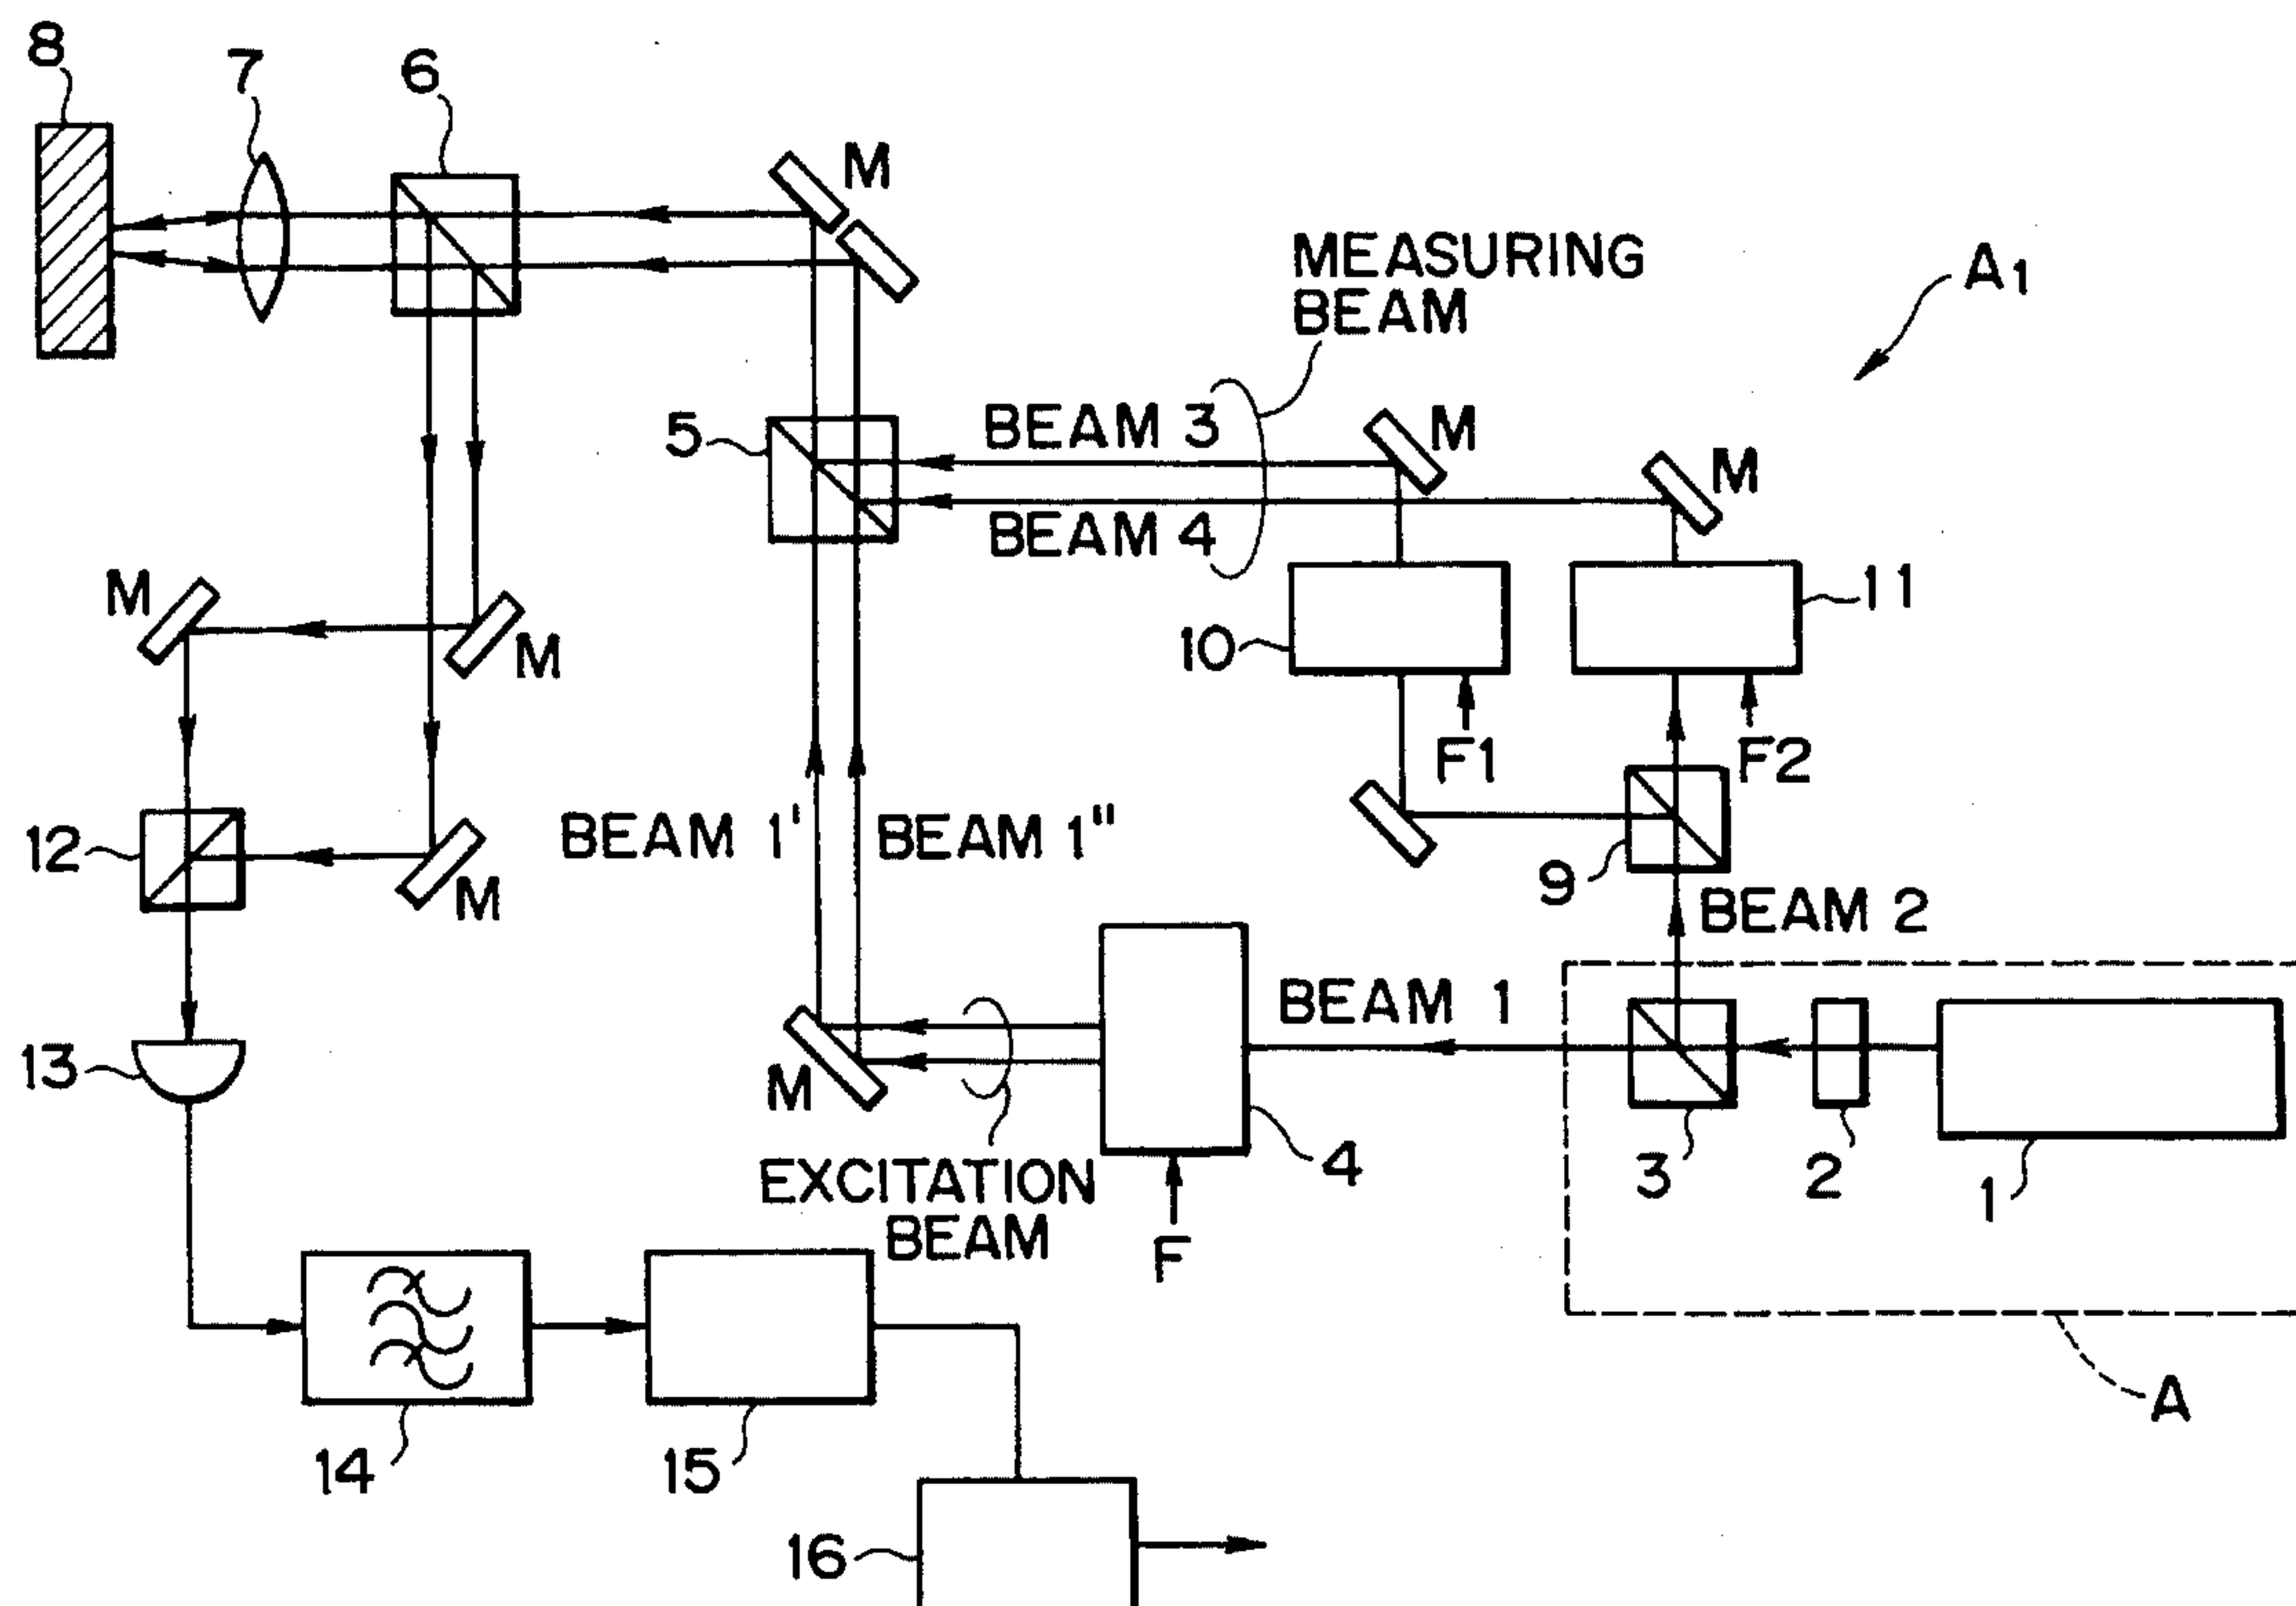 8
7
6
M
MEASURING
BEAM
A1
5
BEAM 3
M
M
BEAM 4
M
M
10
11
F1
F2
12
BEAM 1'
BEAM 1"
M
9
BEAM 2
BEAM 1
13
M
EXCITATION
BEAM
4
F
3
2
1
A
14
15
16